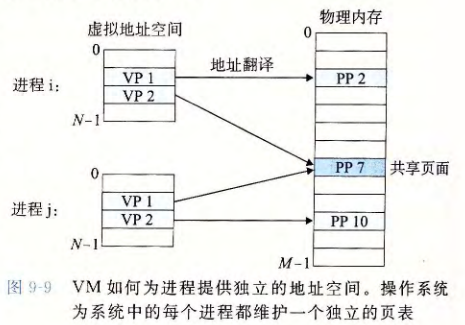 虚拟地址空间
物理内存
0
0
地址翻译
进程 i:
VP 1
VP 2
PP 2
N-1
0
PP 7
共享页面
进程 j:
VP 1
VP 2
PP 10
N-1
M-1
图 9-9 VM 如何为进程提供独立的地址空间。操作系统
为系统中的每个进程都维护一个独立的页表